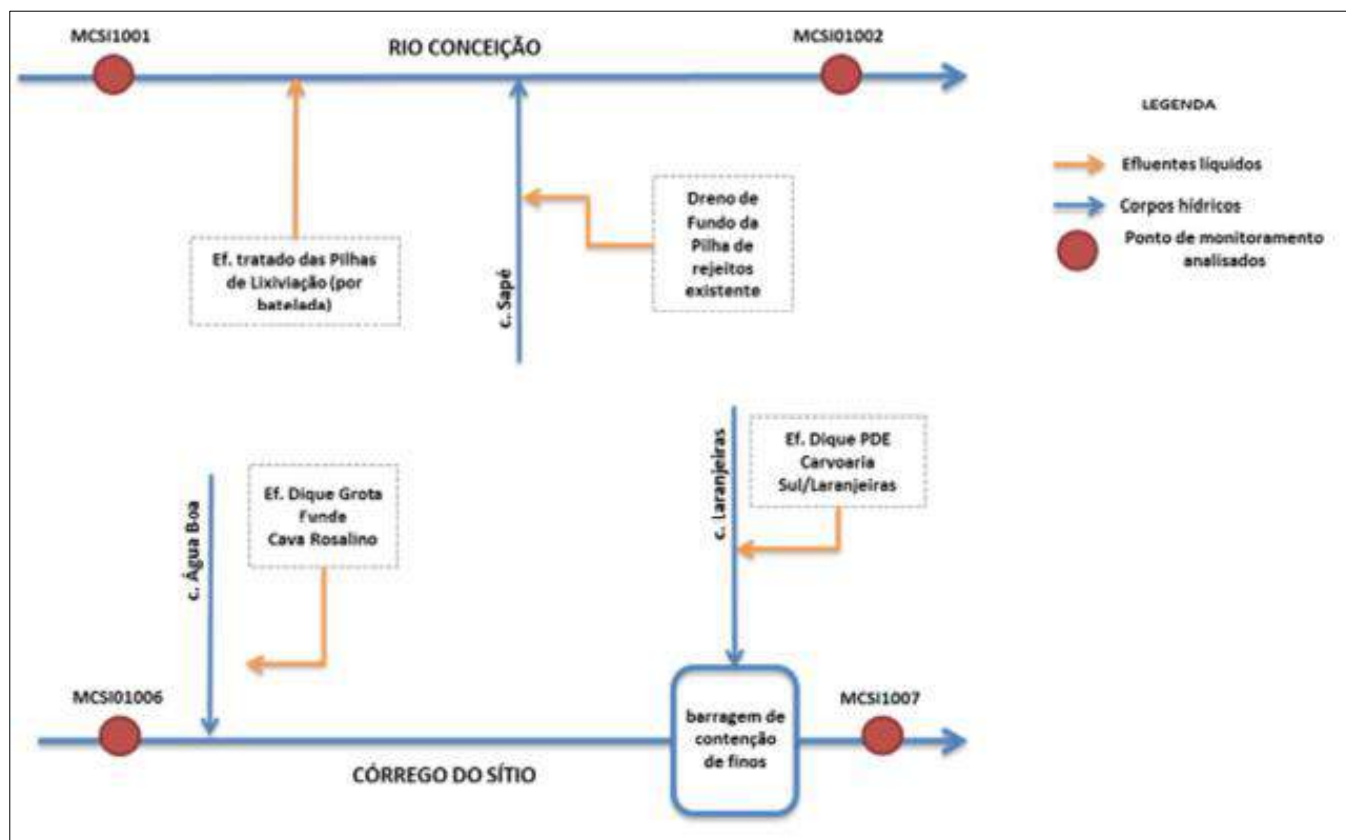 MCSI1001
RIO CONCEIÇÃO
MCSI01002
LEGENDA
Efluentes líquidos
Corpos hídricos
Ponto de monitoramento
analisados
Ef. tratado das Pilhas
de Lixiviação (por
batelada)
c. Sapé
Dreno de
Fundo da
Pilha de
rejeitos
existente
c. Água Boa
Ef. Dique Grota
Funde
Cava Rosalino
c. Laranjeiras
Ef. Dique PDE
Carvoaria
Sul/Laranjeiras
MCSI01006
barragem de
contenção
de finos
MCSI1007
CÓRREGO DO SÍTIO